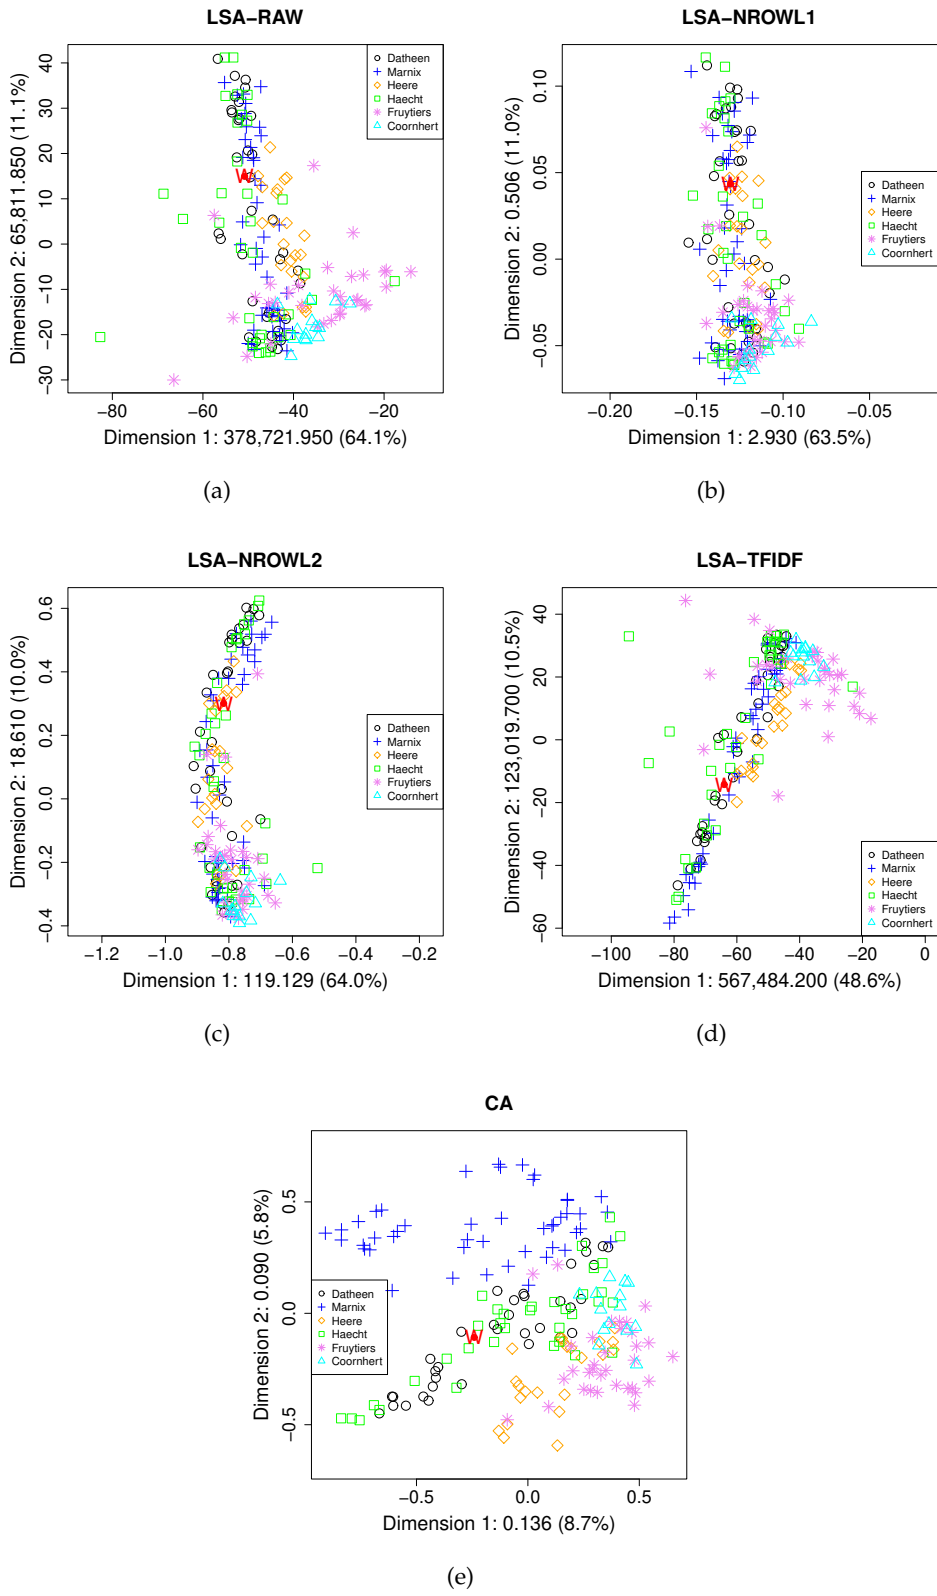 LSA−RAW
Dimension 2: 65,811.850 (11.1%)
40
30
20
10
0
10
−20
−30
Datheen
Marnix
Heere
Haecht
Fruytiers
Coornhert
W
−80 −60 −40 −20
Dimension 1: 378,721.950 (64.1%)
(a)
LSA−NROWL1
Dimension 2: 0.506 (11.0%)
0.10
0.05
0.00
−0.05
Datheen
Marnix
Heere
Haecht
Fruytiers
Coornhert
W
−0.20 −0.15 −0.10 −0.05
Dimension 1: 2.930 (63.5%)
(b)
LSA−NROWL2
Dimension 2: 18.610 (10.0%)
0.6
0.4
0.2
0.0
−0.2
−0.4
Datheen
Marnix
Heere
Haecht
Fruytiers
Coornhert
W
−1.2 −1.0 −0.8 −0.6 −0.4 −0.2
Dimension 1: 119.129 (64.0%)
(c)
LSA−TFIDF
Dimension 2: 123,019.700 (10.5%)
40
20
0
−20
−40
−60
Datheen
Marnix
Heere
Haecht
Fruytiers
Coornhert
W
−100 −80 −60 −40 −20 0
Dimension 1: 567,484.200 (48.6%)
(d)
CA
Dimension 2: 0.090 (5.8%)
0.5
0.0
−0.5
Datheen
Marnix
Heere
Haecht
Fruytiers
Coornhert
W
−0.5 0.0 0.5
Dimension 1: 0.136 (8.7%)
(e)